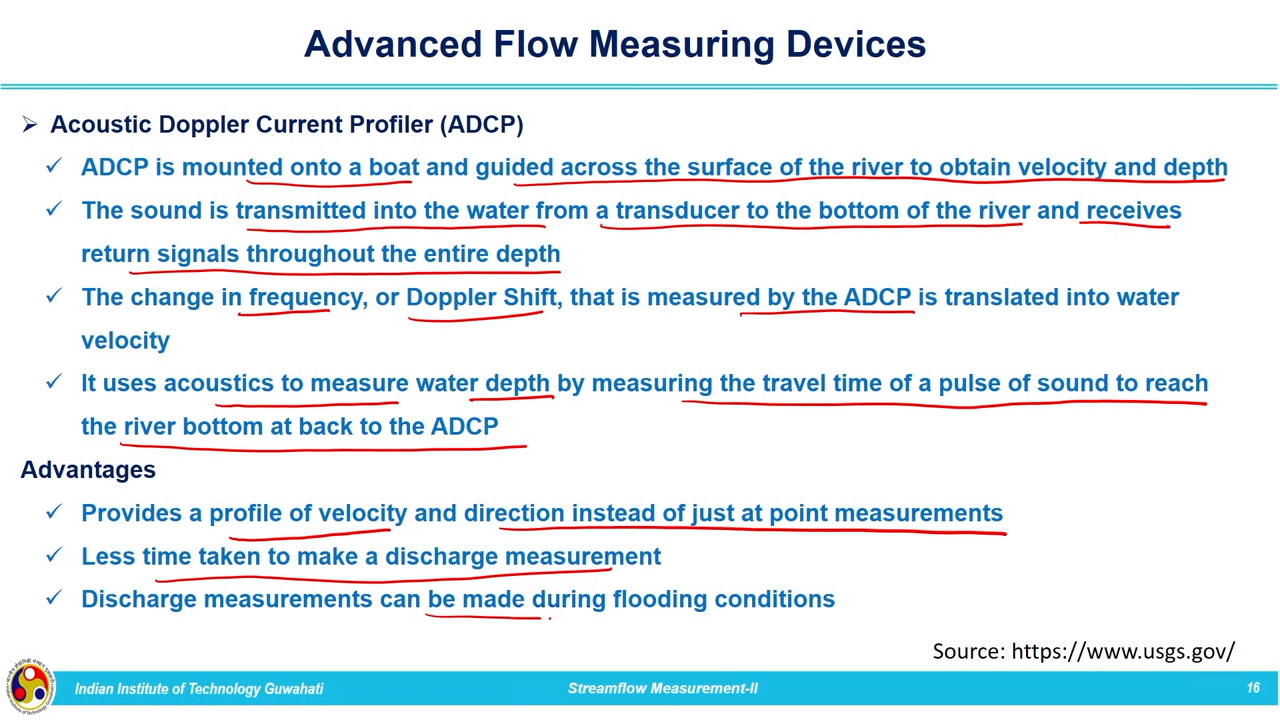 Advanced Flow Measuring Devices
Acoustic Doppler Current Profiler (ADCP)
ADCP is mounted onto a boat and guided across the surface of the river to obtain velocity and depth
The sound is transmitted into the water from a transducer to the bottom of the river and receives
return signals throughout the entire depth
The change in frequency, or Doppler Shift, that is measured by the ADCP is translated into water
velocity
It uses acoustics to measure water depth by measuring the travel time of a pulse of sound to reach
the river bottom at back to the ADCP
Advantages
Provides a profile of velocity and direction instead of just at point measurements
Less time taken to make a discharge measurement
Discharge measurements can be made during flooding conditions
Source: https://www.usgs.gov/
Indian Institute of Technology Guwahati Streamflow Measurement-II 16